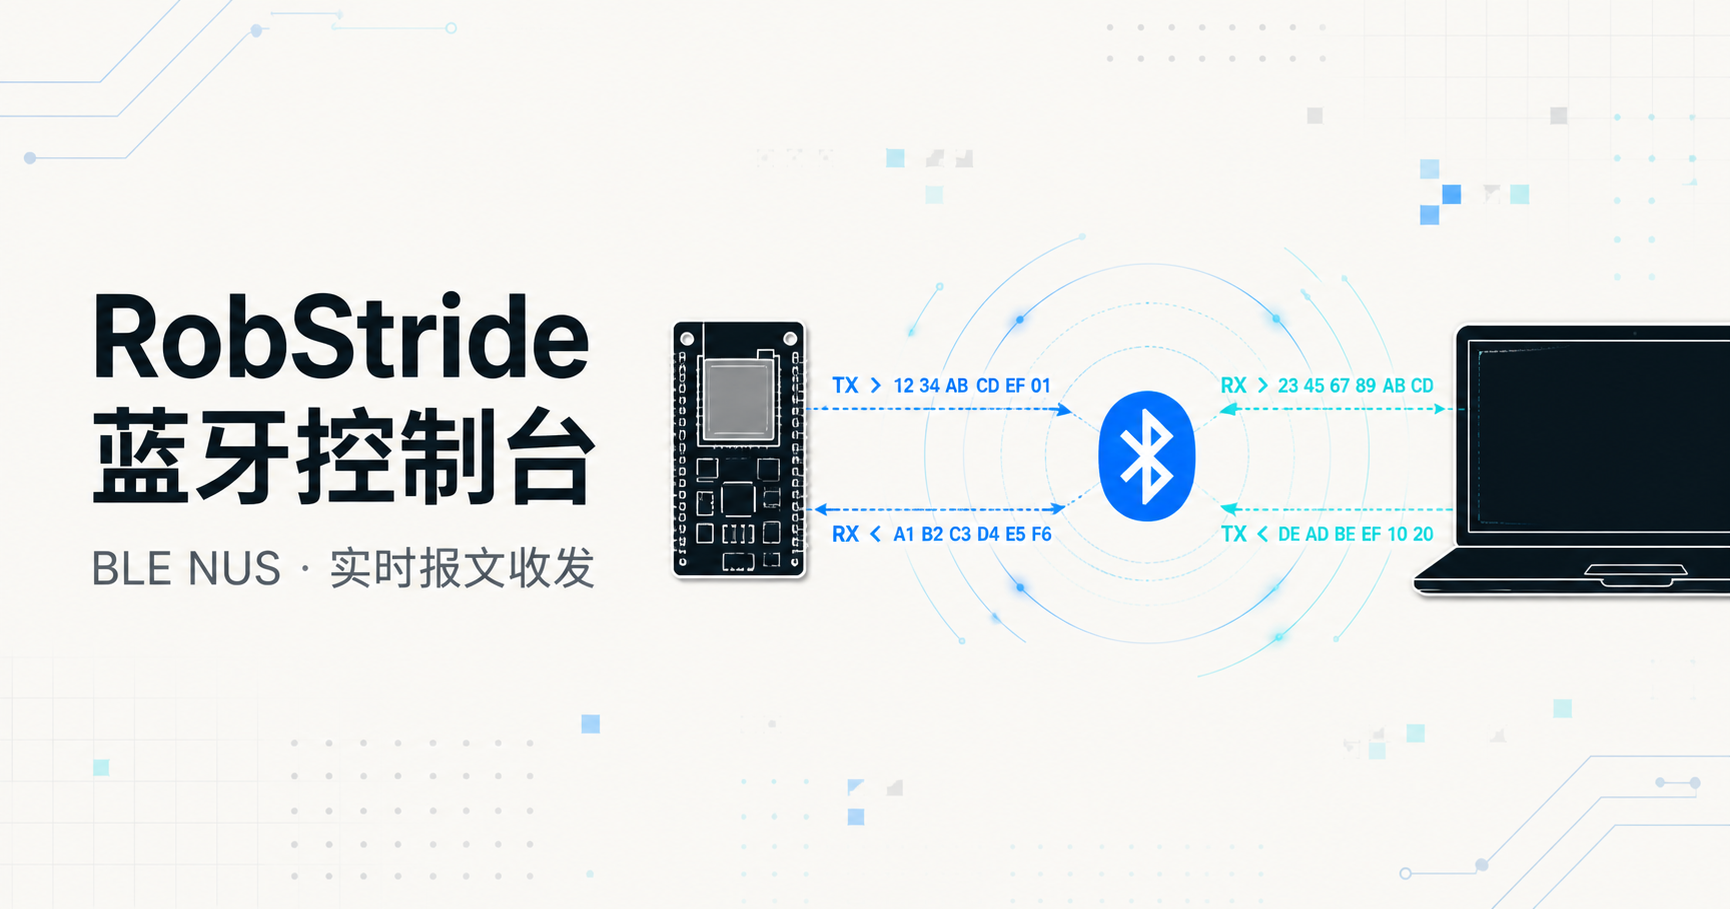 RobStride
蓝牙控制台
BLE NUS · 实时报文收发
TX > 12 34 AB CD EF 01
RX < A1 B2 C3 D4 E5 F6
RX > 23 45 67 89 AB CD
TX < DE AD BE EF 10 20